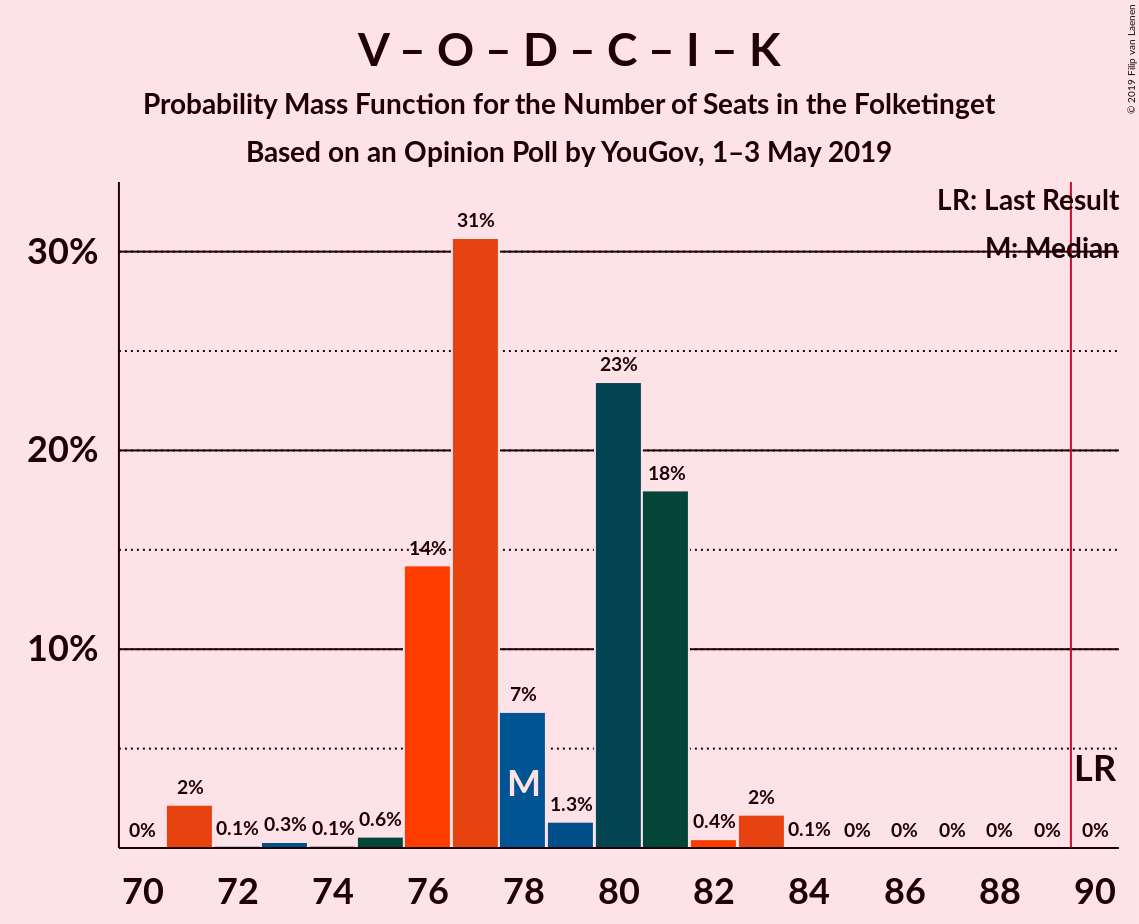 V – O – D – C – I – K
Probability Mass Function for the Number of Seats in the Folketinget
Based on an Opinion Poll by YouGov, 1–3 May 2019
© 2019 Filip van Laenen
LR: Last Result
M: Median
30%
20%
10%
0%
2%
0.1%
0.3%
0.1%
0.6%
14%
31%
7%
1.3%
23%
18%
0.4%
2%
0.1%
0%
0%
0%
0%
0%
0%
M
LR
70 72 74 76 78 80 82 84 86 88 90